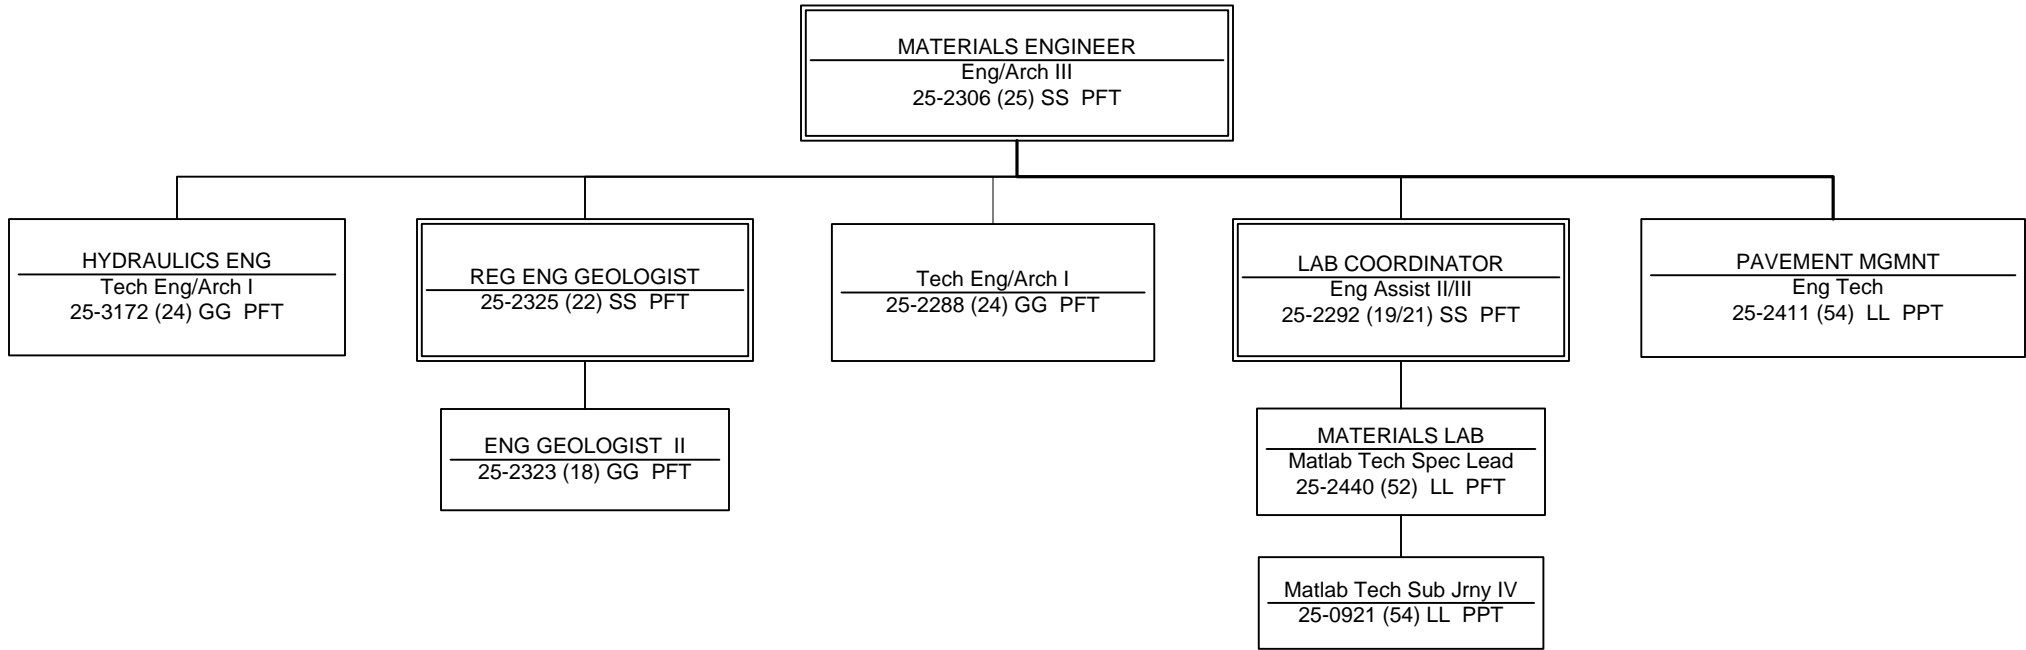 MATERIALS ENGINEER
Eng/Arch III
25-2306 (25) SS  PFT
HYDRAULICS ENG
Tech Eng/Arch I
25-3172 (24) GG  PFT
REG ENG GEOLOGIST
25-2325 (22) SS  PFT
Tech Eng/Arch I
25-2288 (24) GG  PFT
LAB COORDINATOR
Eng Assist II/III
25-2292 (19/21) SS  PFT
PAVEMENT MGMNT
Eng Tech
25-2411 (54)  LL  PPT
ENG GEOLOGIST  II
25-2323 (18) GG  PFT
MATERIALS LAB
Matlab Tech Spec Lead
25-2440 (52)  LL  PFT
Matlab Tech Sub Jrny IV
25-0921 (54) LL  PPT